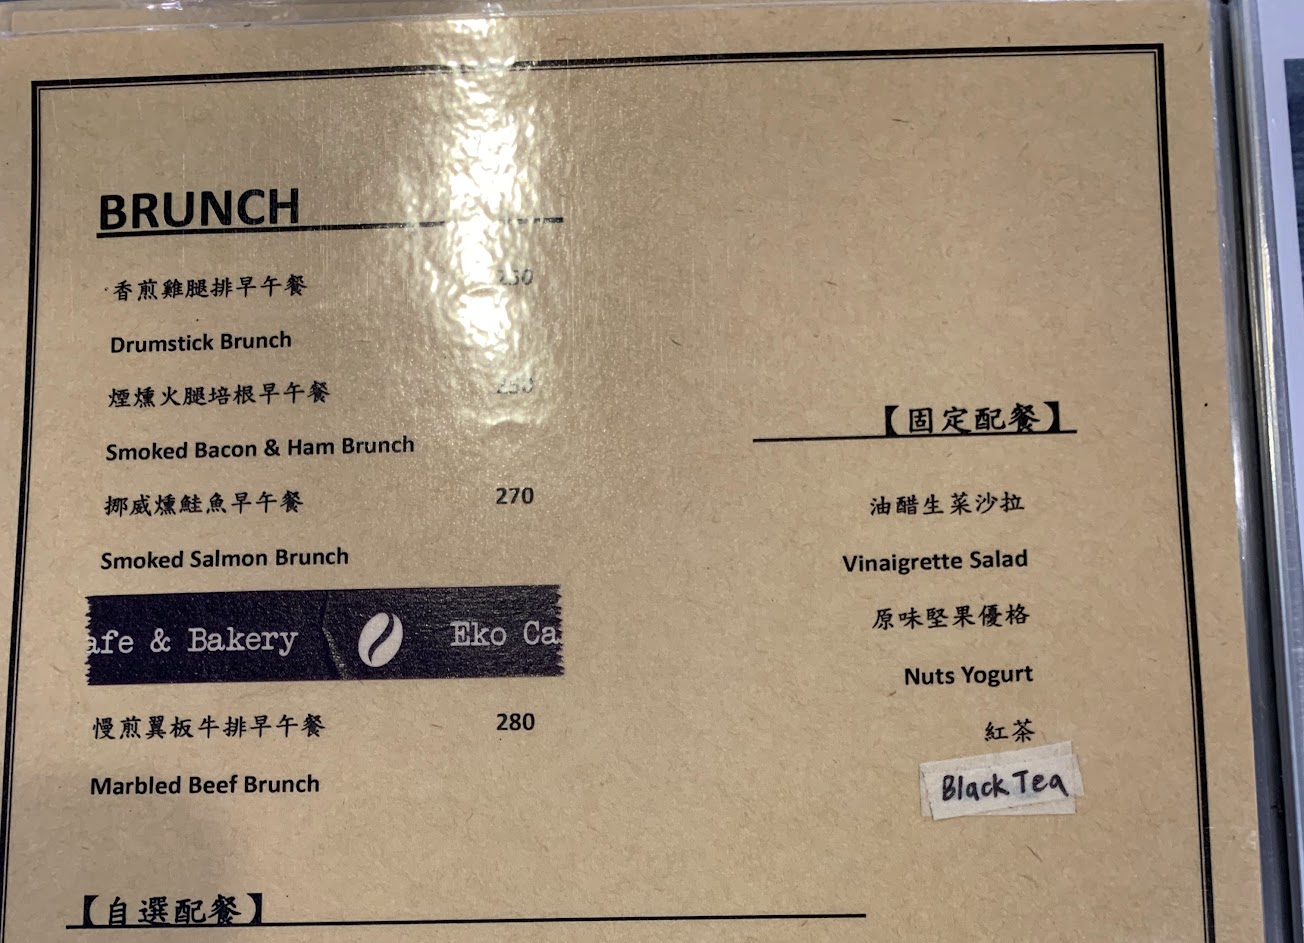 BRUNCH
香煎雞腿排早午餐
Drumstick Brunch
煙燻火腿培根早午餐
Smoked Bacon & Ham Brunch
挪威燻鮭魚早午餐 270
Smoked Salmon Brunch
afe & Bakery Eko Ca
慢煎翼板牛排早午餐 280
Marbled Beef Brunch
【固定配餐】
油醋生菜沙拉
Vinaigrette Salad
原味堅果優格
Nuts Yogurt
紅茶
Black Tea
【自選配餐】